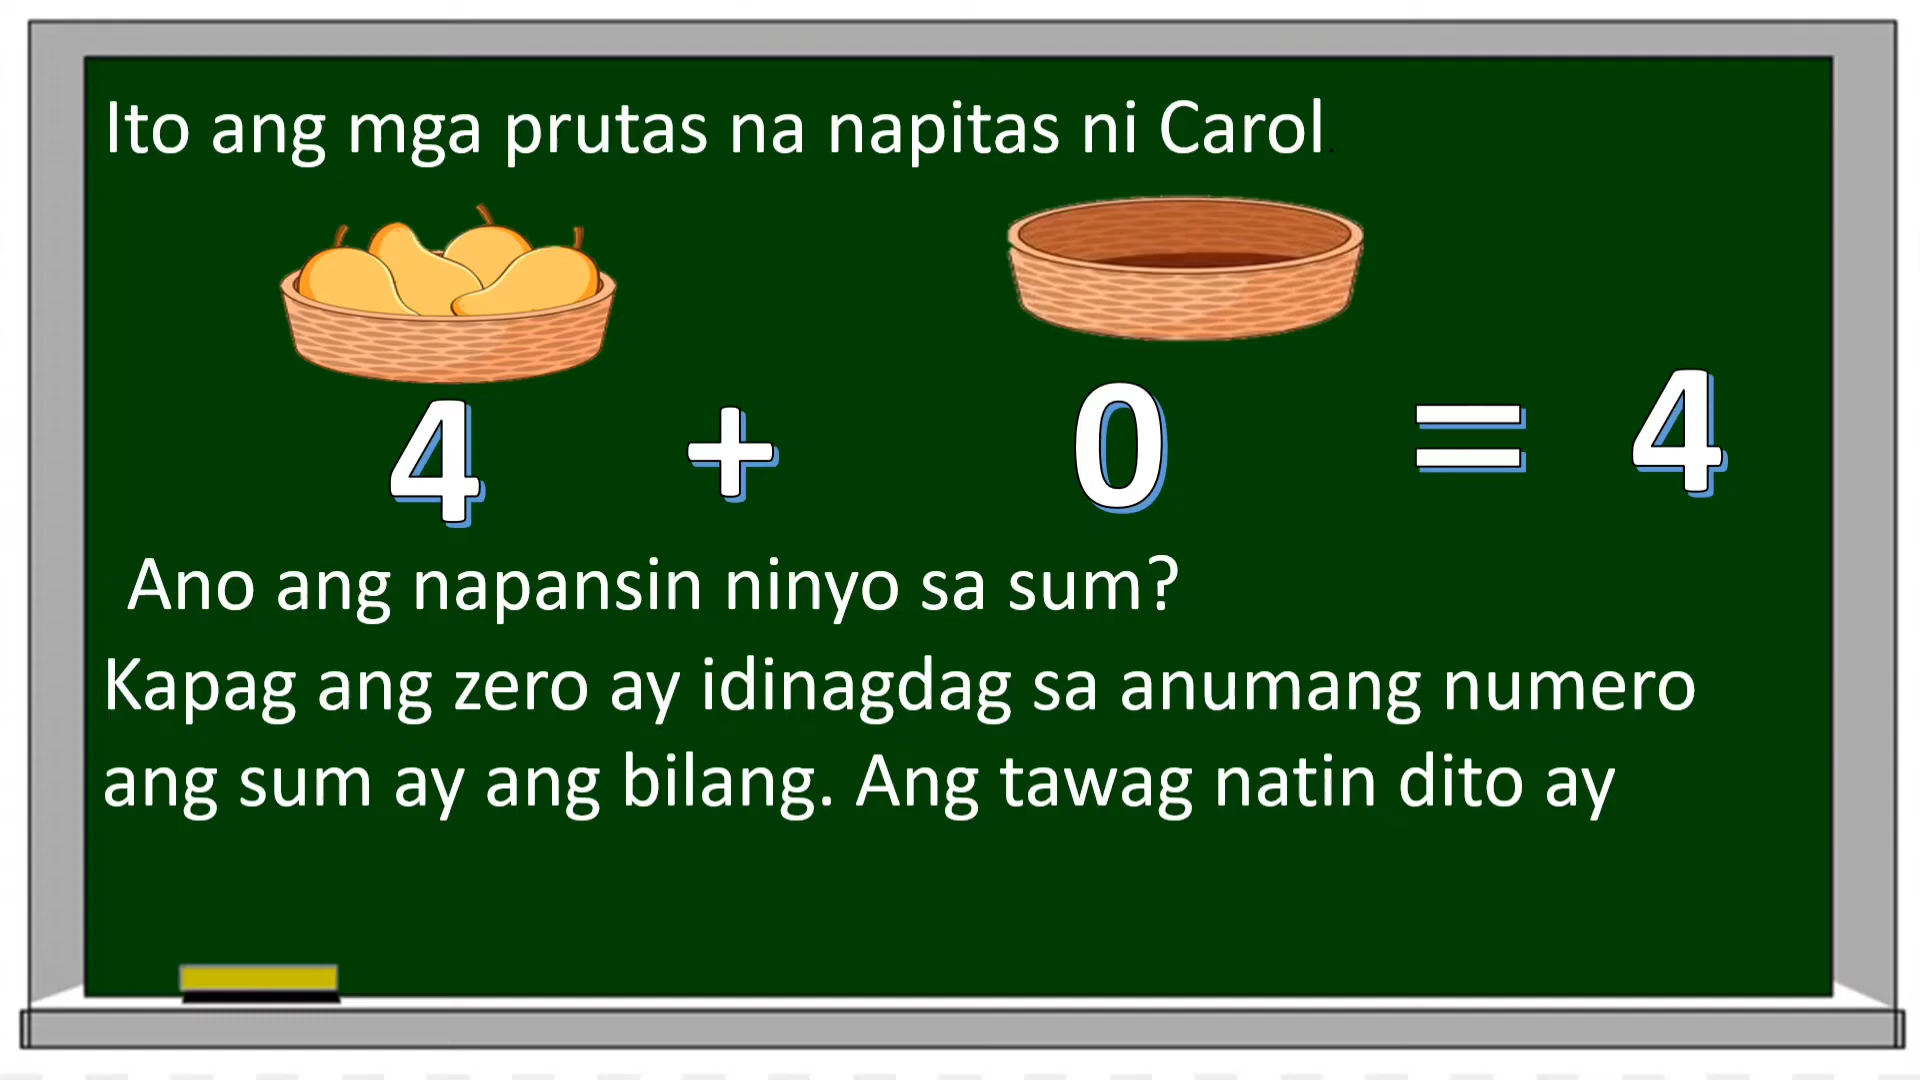 Ito ang mga prutas na napitas ni Carol.
4 + 0 = 4
Ano ang napansin ninyo sa sum?
Kapag ang zero ay idinagdag sa anumang numero
ang sum ay ang bilang. Ang tawag natin dito ay